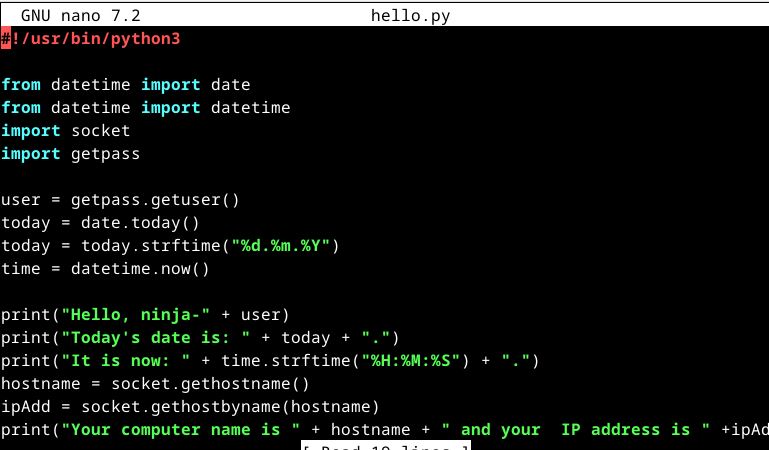 GNU nano 7.2 hello.py
#!/usr/bin/python3
from datetime import date
from datetime import datetime
import socket
import getpass
user = getpass.getuser()
today = date.today()
today = today.strftime("%d.%m.%Y")
time = datetime.now()
print("Hello, ninja-" + user)
print("Today's date is: " + today + ".")
print("It is now: " + time.strftime("%H:%M:%S") + ".")
hostname = socket.gethostname()
ipAdd = socket.gethostbyname(hostname)
print("Your computer name is " + hostname + " and your  IP address is " +ipAd
[ Read 19 lines ]